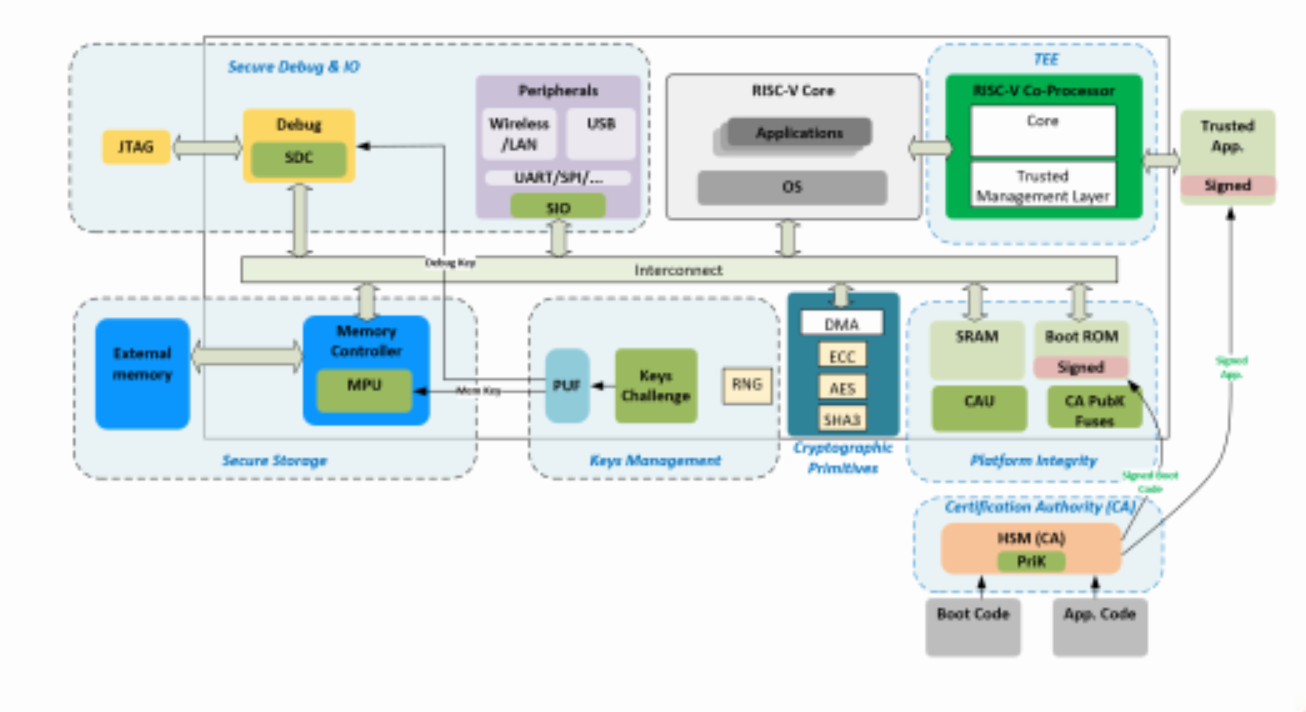 Secure Debug & IO
JTAG
Debug
SDC
Peripherals
Wireless
/LAN
USB
UART/SPI/...
SIO
RISC-V Core
Applications
OS
TEE
RISC-V Co-Processor
Core
Trusted
Management Layer
Trusted
App.
Signed
Debug Key
Interconnect
External
memory
Memory
Controller
MPU
Mem Key
Secure Storage
PUF
Keys
Challenge
RNG
Keys Management
DMA
ECC
AES
SHA3
Cryptographic
Primitives
SRAM
CAU
Boot ROM
Signed
CA PubK
Fuses
Platform Integrity
Signed
App.
Signed Boot
Code
Certification Authority (CA)
HSM (CA)
PriK
Boot Code
App. Code